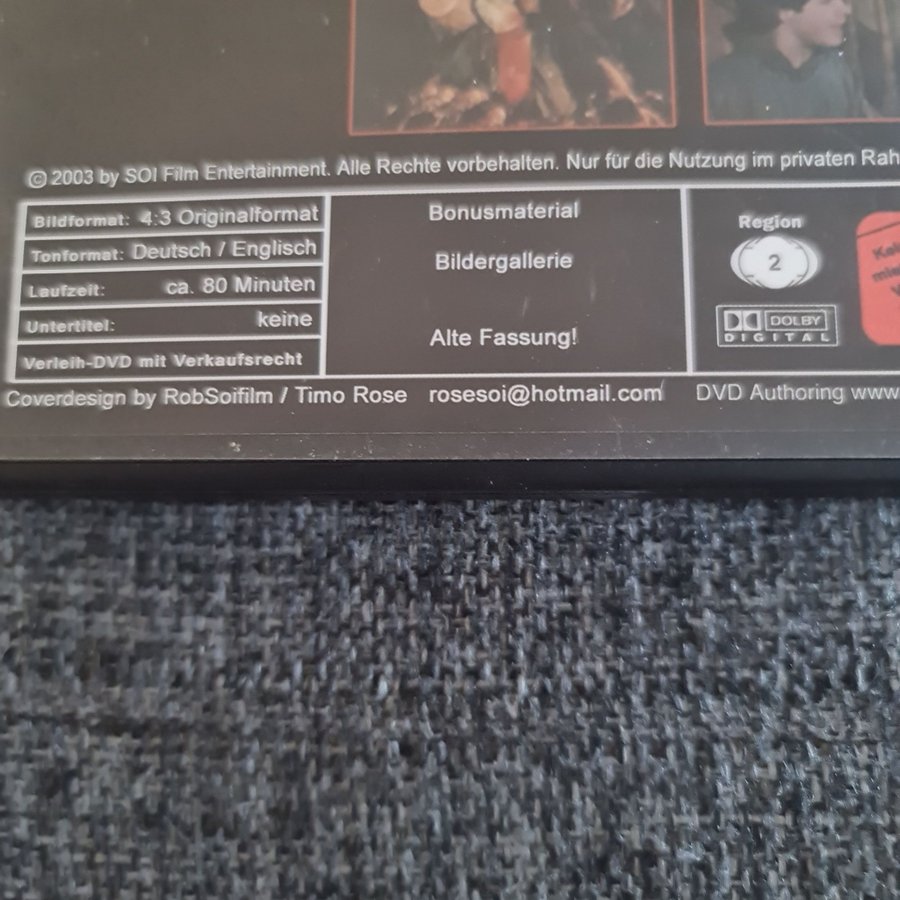 © 2003 by SOI Film Entertainment. Alle Rechte vorbehalten. Nur für die Nutzung im privaten Rah
Bildformat: 4:3 Originalformat
Tonformat: Deutsch / Englisch
Laufzeit: ca. 80 Minuten
Untertitel: keine
Verleih-DVD mit Verkaufsrecht
Bonusmaterial
Bildergallerie
Alte Fassung!
Region
2
DOLBY
DIGITAL
Coverdesign by RobSoifilm / Timo Rose rosesoi@hotmail.com DVD Authoring www